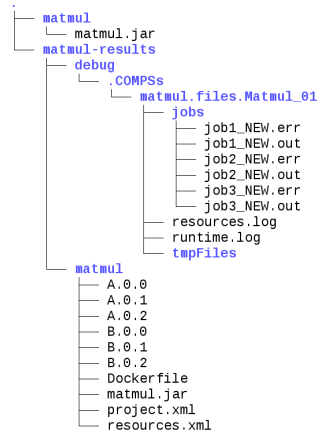 .
matmul
matmul.jar
matmul-results
debug
.COMPSs
matmul.files.Matmul_01
jobs
job1_NEW.err
job1_NEW.out
job2_NEW.err
job2_NEW.out
job3_NEW.err
job3_NEW.out
resources.log
runtime.log
tmpFiles
matmul
A.0.0
A.0.1
A.0.2
B.0.0
B.0.1
B.0.2
Dockerfile
matmul.jar
project.xml
resources.xml